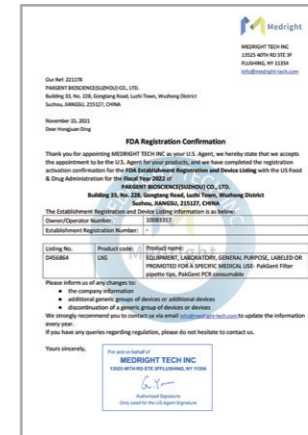 Medright
MEDRIGHT TECH INC
13525 40TH RD STE 3F
FLUSHING, NY 11354
info@medright-tech.com
Our Ref: 221178
PAKGENT BIOSCIENCE(SUZHOU) CO., LTD.
Building 33, No. 228, Gongtang Road, Luzhi Town, Wuzhong District
Suzhou, JIANGSU, 215127, CHINA
November 15, 2021
Dear Hongjuan Ding
FDA Registration Confirmation
Thank you for appointing MEDRIGHT TECH INC as your U.S. Agent, we hereby state that we accepts
the appointment to be the U.S. Agent for your products, and we have completed the registration
activation confirmation for the FDA Establishment Registration and Device Listing with the US Food
& Drug Administration for the Fiscal Year 2022 of
PAKGENT BIOSCIENCE(SUZHOU) CO., LTD.
Building 33, No. 228, Gongtang Road, Luzhi Town, Wuzhong District
Suzhou, JIANGSU, 215127, CHINA
The Establishment Registration and Device Listing information is as below:
Owner/Operator Number: 10083357
Establishment Registration Number: -
Listing No. Product code: Product name:
D456864 LXG EQUIPMENT, LABORATORY, GENERAL PURPOSE, LABELED OR
PROMOTED FOR A SPECIFIC MEDICAL USE- PakGent Filter
pipette tips, PakGent PCR consumable
Please inform us of any changes to:
• the company information
• additional generic groups of devices or additional devices
• discontinuation of a generic group of devices or devices
We strongly recommend you to contact us via email info@medright-tech.com to update the information
every year.
If you have any queries regarding regulation, please do not hesitate to contact us.
Yours sincerely,
For and on behalf of
MEDRIGHT TECH INC
13525 40TH RD STE 3FFLUSHING, NY 11354
Authorized Signature
Only used for the US Agent Signature